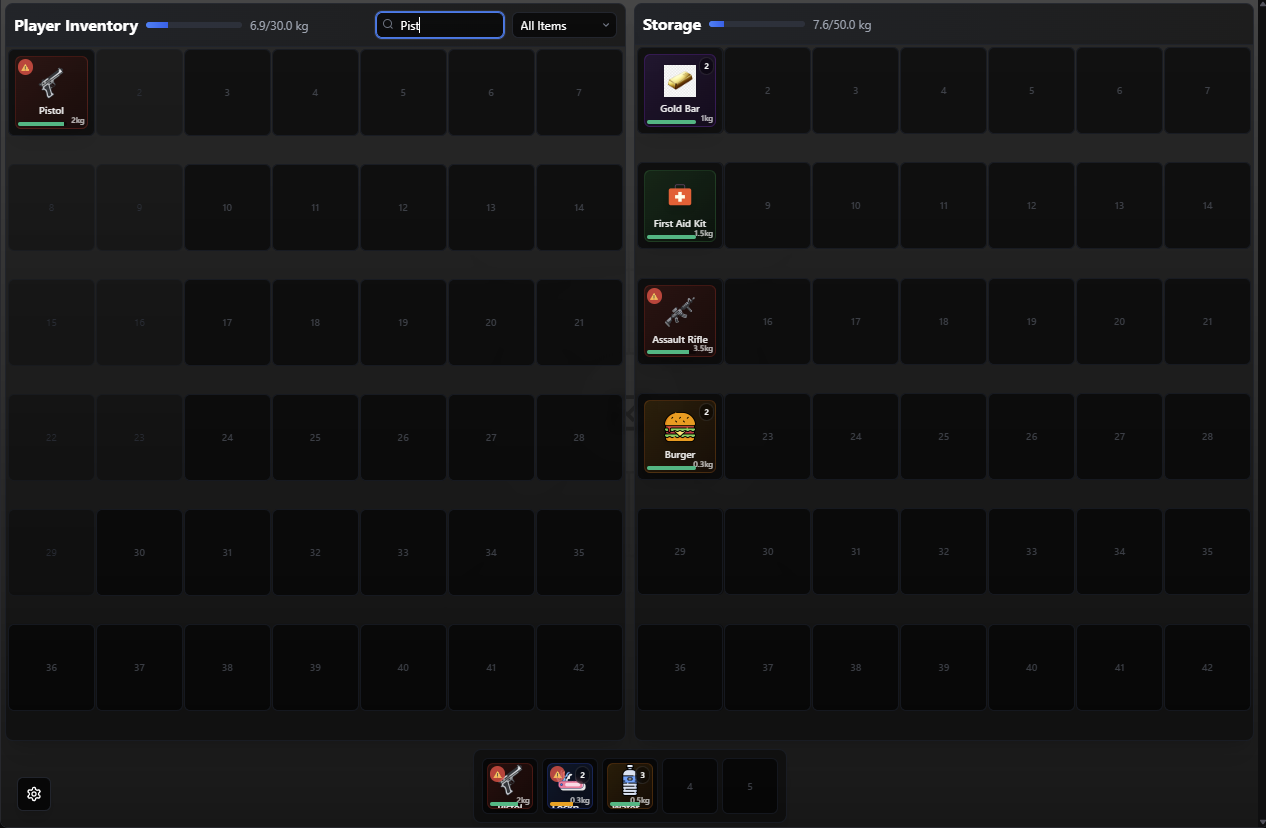 Player Inventory 6.9/30.0 kg Pist All Items
Storage 7.6/50.0 kg
Pistol 2kg
2 3 4 5 6 7
8 9 10 11 12 13 14
15 16 17 18 19 20 21
22 23 24 25 26 27 28
29 30 31 32 33 34 35
36 37 38 39 40 41 42
2
Gold Bar 1kg
2 3 4 5 6 7
First Aid Kit 1.5kg
9 10 11 12 13 14
Assault Rifle 3.5kg
16 17 18 19 20 21
2
Burger 0.3kg
23 24 25 26 27 28
29 30 31 32 33 34 35
36 37 38 39 40 41 42
Pistol 2kg
2 0.3kg
3 Water 0.5kg
4 5